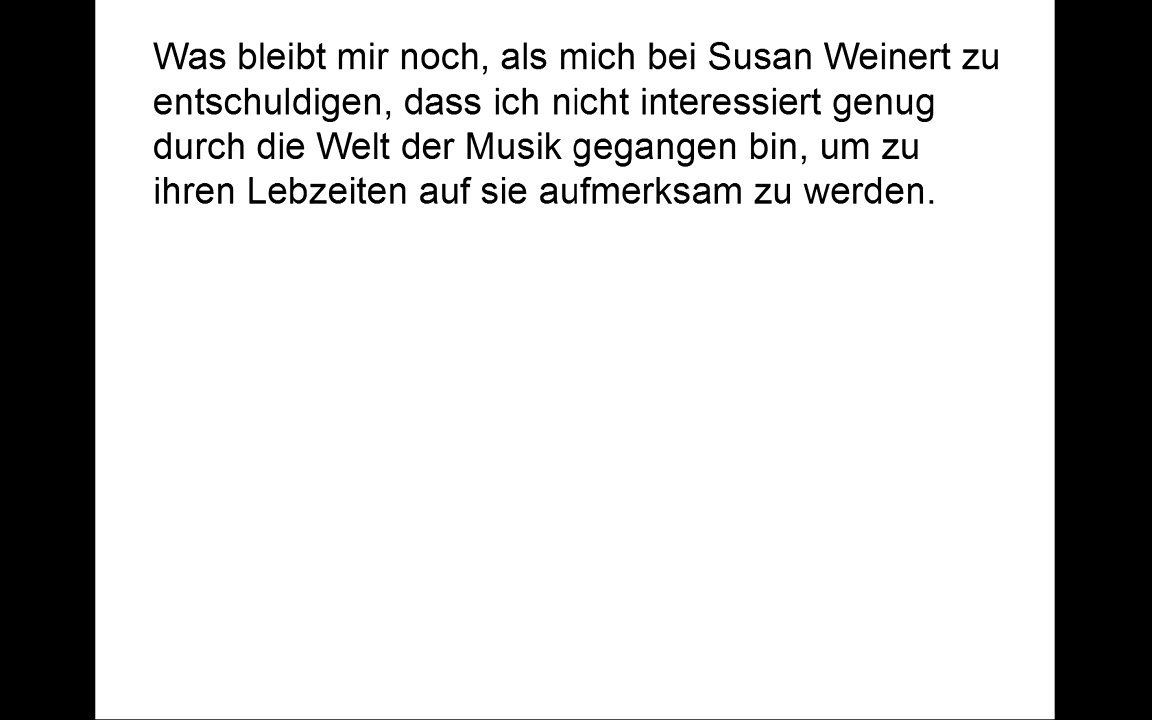 Was bleibt mir noch, als mich bei Susan Weinert zu
entschuldigen, dass ich nicht interessiert genug
durch die Welt der Musik gegangen bin, um zu
ihren Lebzeiten auf sie aufmerksam zu werden.